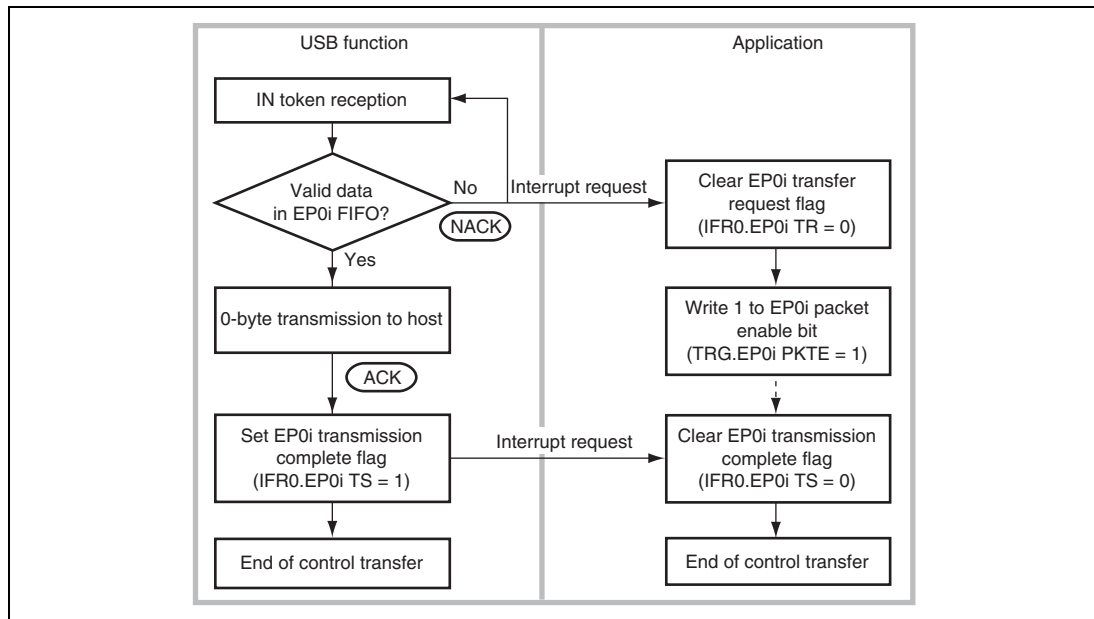 USB function
Application
IN token reception
Valid data
in EP0i FIFO?
No
Interrupt request
NACK
Yes
Clear EP0i transfer
request flag
(IFR0.EP0i TR = 0)
0-byte transmission to host
Write 1 to EP0i packet
enable bit
(TRG.EP0i PKTE = 1)
ACK
Set EP0i transmission
complete flag
(IFR0.EP0i TS = 1)
Interrupt request
Clear EP0i transmission
complete flag
(IFR0.EP0i TS = 0)
End of control transfer
End of control transfer